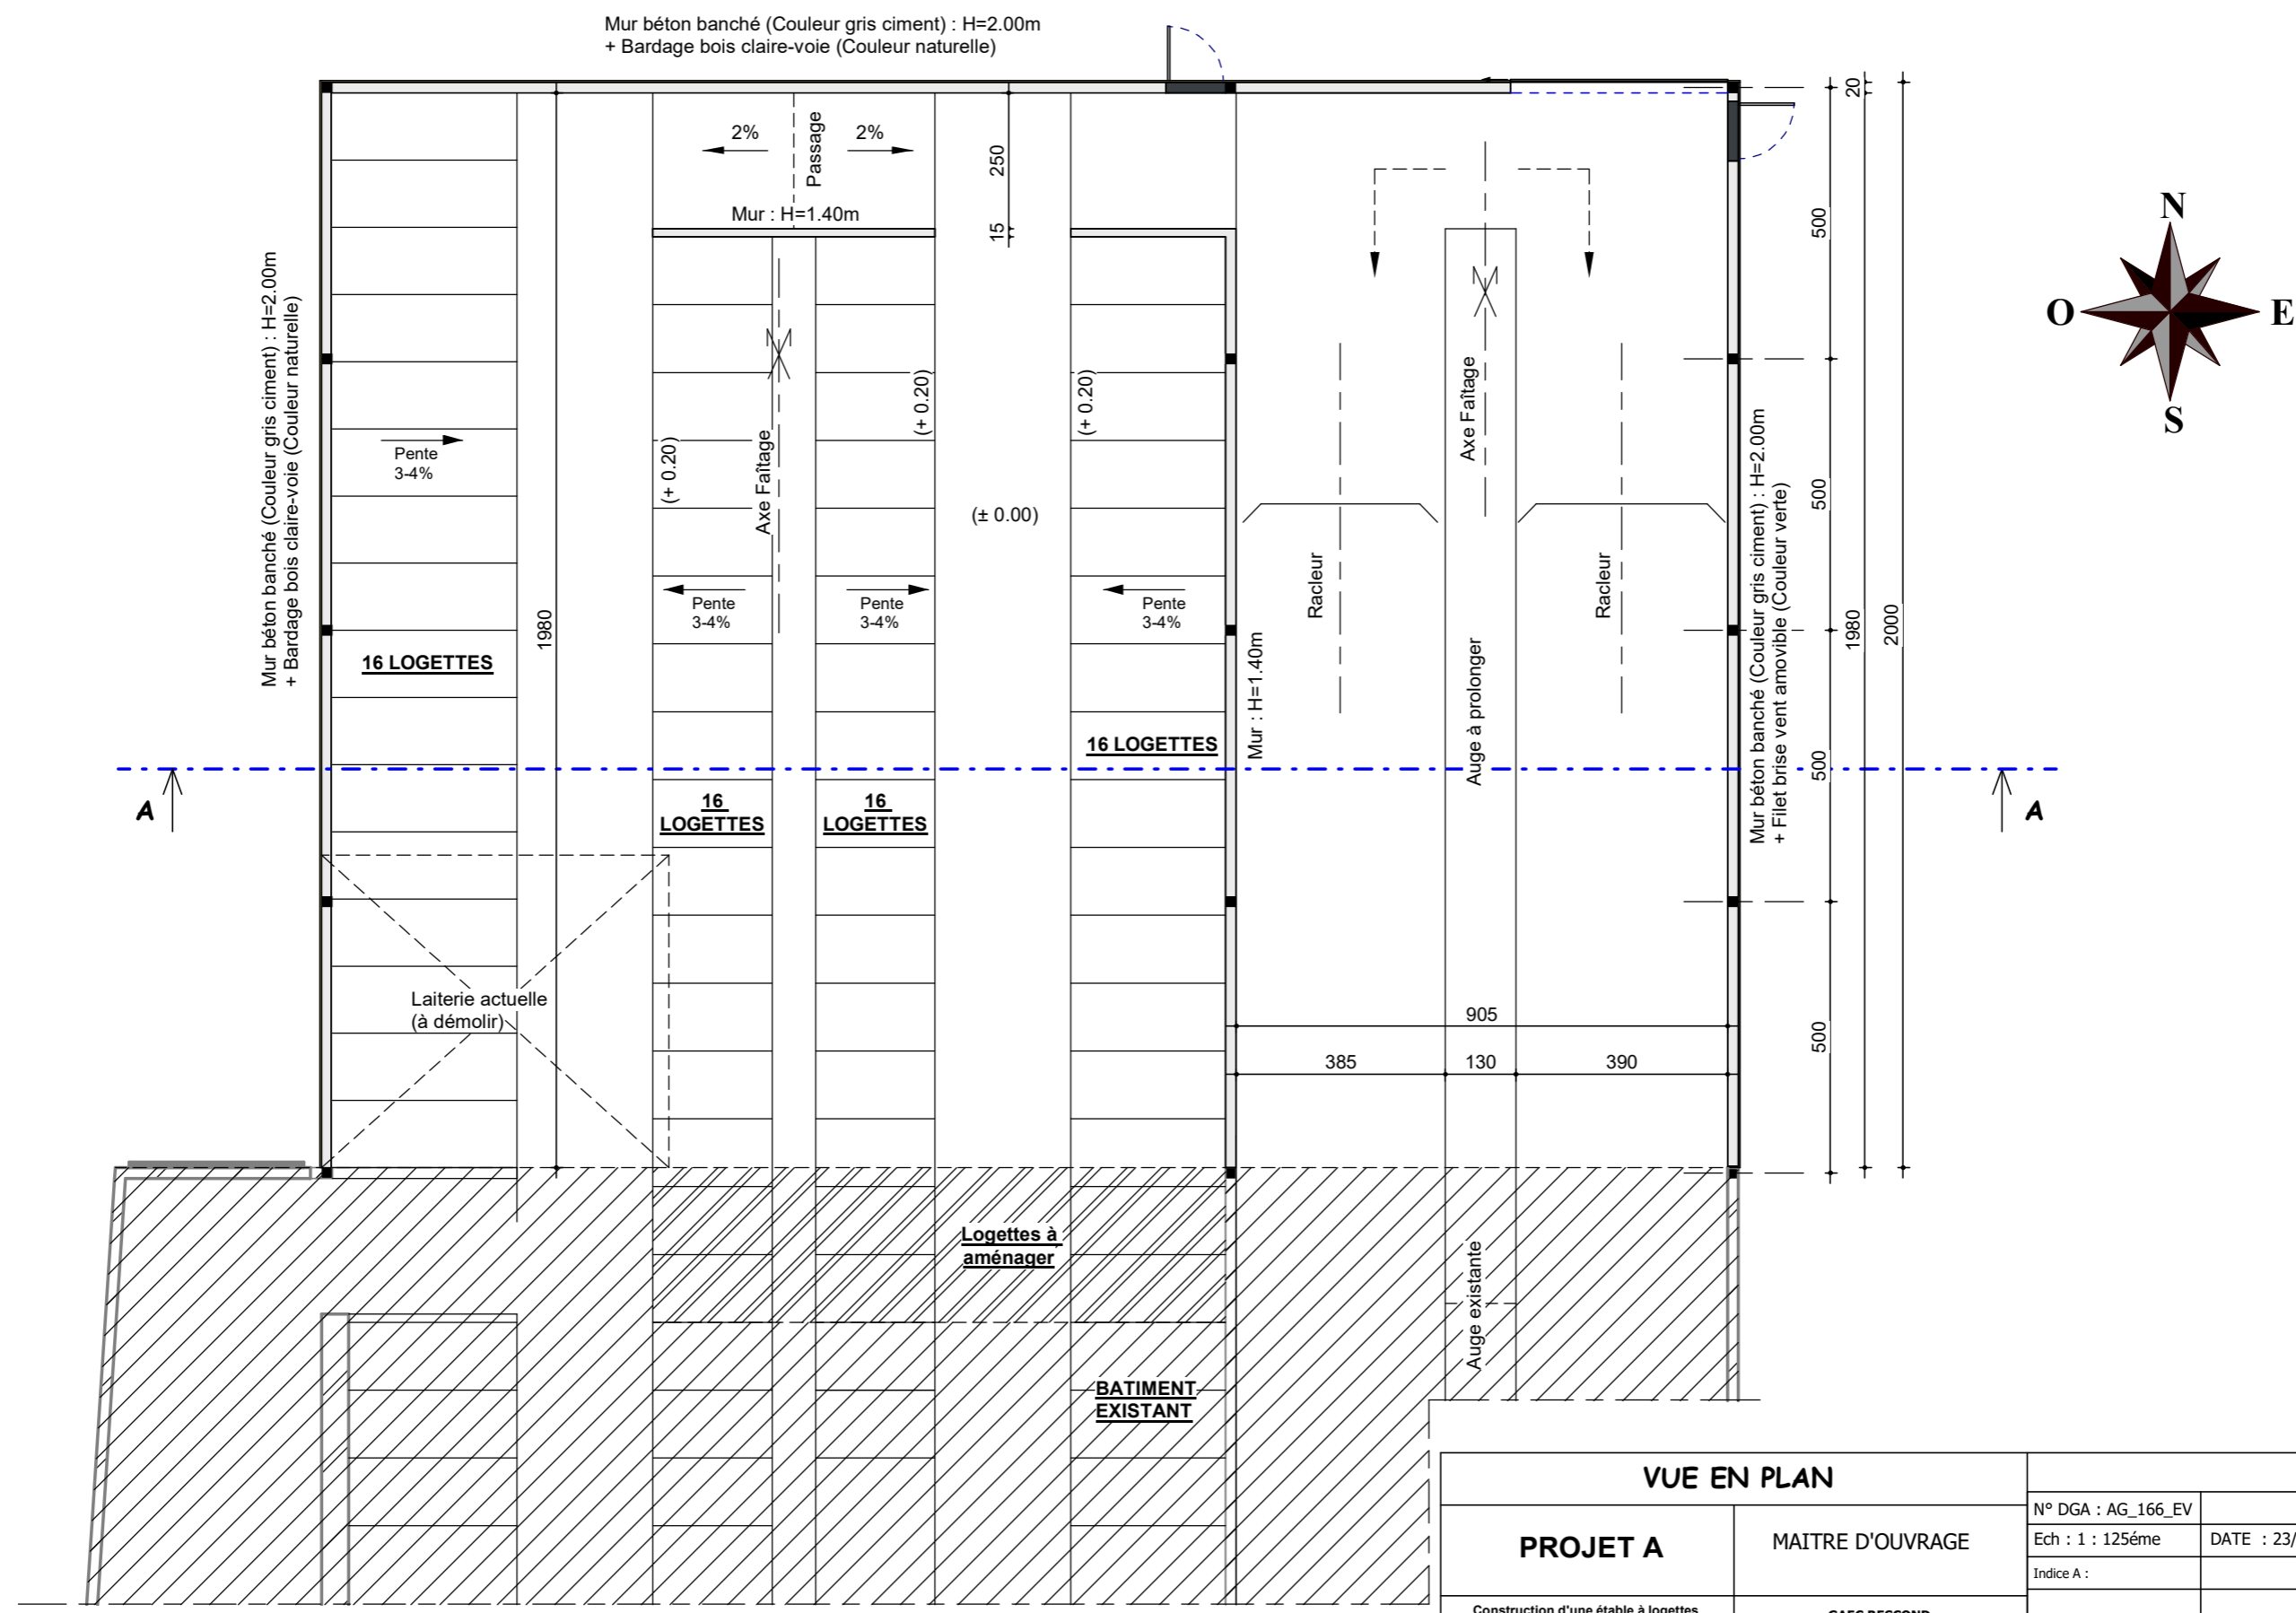 Mur béton banché (Couleur gris ciment) : H=2.00m
+ Bardage bois claire-voie (Couleur naturelle)
20
2%
2%
Passage
250
Mur : H=1.40m
15
500
N
O
E
S
Mur béton banché (Couleur gris ciment) : H=2.00m
+ Bardage bois claire-voie (Couleur naturelle)
(+ 0.20)
(+ 0.20)
(+ 0.20)
Axe Faîtage
Axe Faîtage
Pente
3-4%
(± 0.00)
500
Mur béton banché (Couleur gris ciment) : H=2.00m
+ Filet brise vent amovible (Couleur verte)
Racleur
Racleur
Pente
3-4%
Pente
3-4%
Pente
3-4%
1980
1980
2000
16 LOGETTES
Mur : H=1.40m
Auge à prolonger
16 LOGETTES
500
A
A
16
LOGETTES
16
LOGETTES
Laiterie actuelle
(à démolir)
905
500
385
130
390
Logettes à
aménager
Auge existante
BATIMENT
EXISTANT
VUE EN PLAN
N° DGA : AG_166_EV
PROJET A
MAITRE D'OUVRAGE
Ech : 1 : 125éme
DATE : 23/
Indice A :
Construction d'une étable à logettes